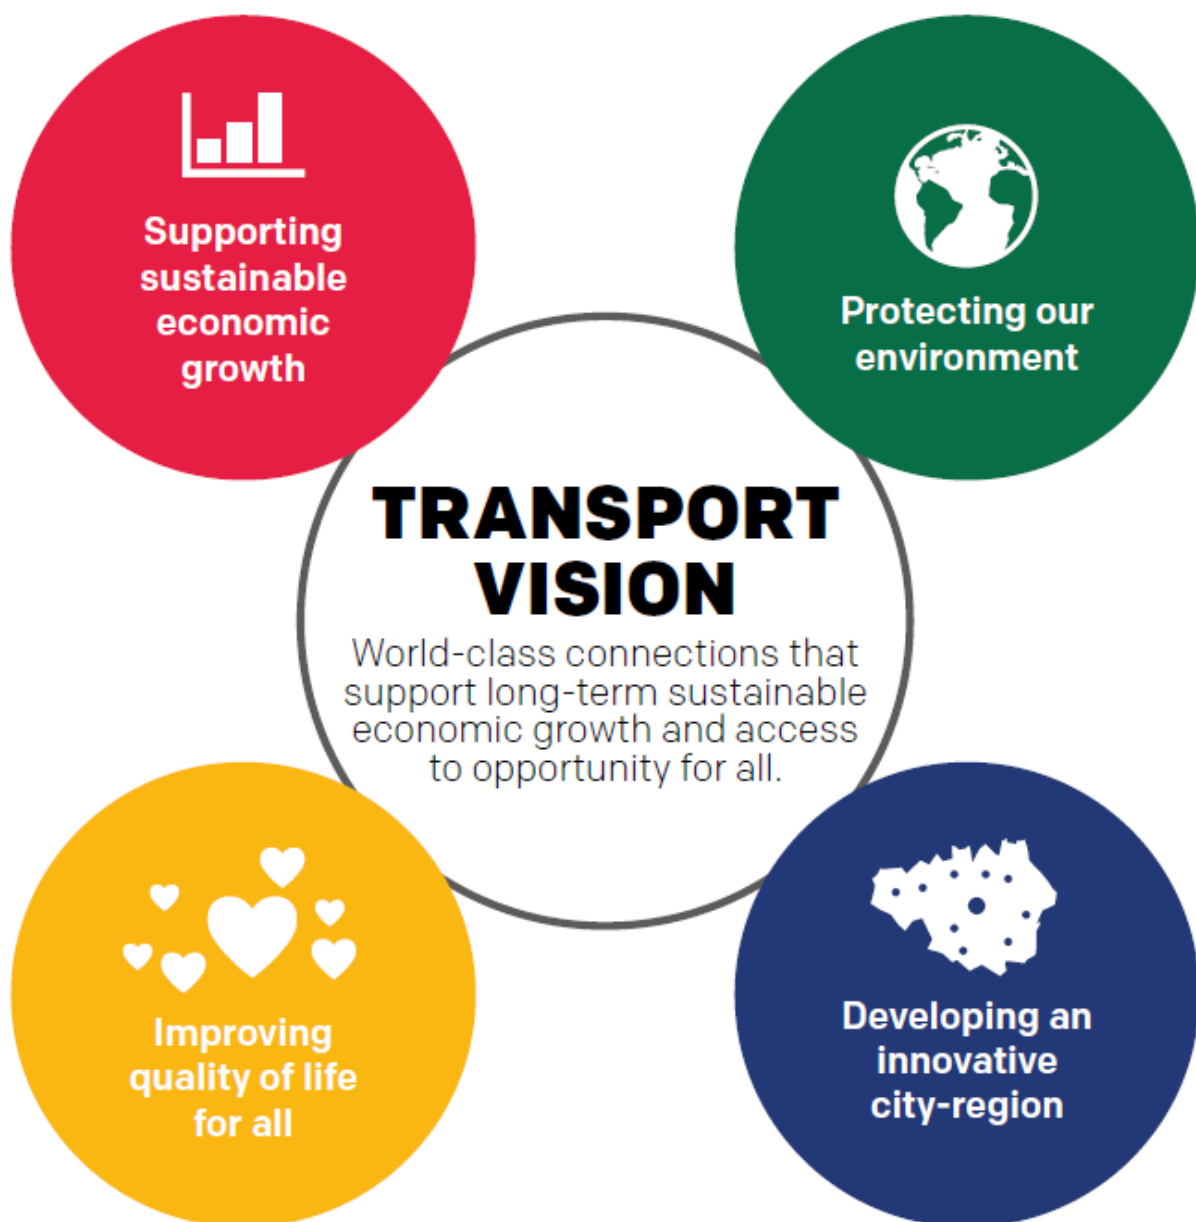 Supporting
sustainable
economic
growth
Protecting our
environment
TRANSPORT
VISION
World-class connections that
support long-term sustainable
economic growth and access
to opportunity for all.
Improving
quality of life
for all
Developing an
innovative
city-region